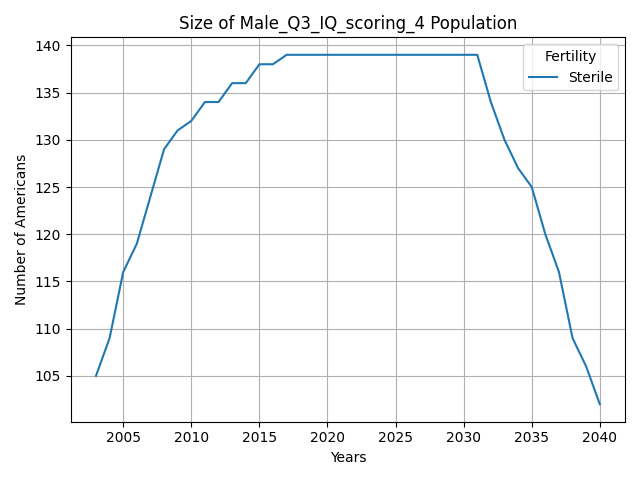 Size of Male_Q3_IQ_scoring_4 Population
Number of Americans
140
135
130
125
120
115
110
105
Fertility
Sterile
2005 2010 2015 2020 2025 2030 2035 2040
Years